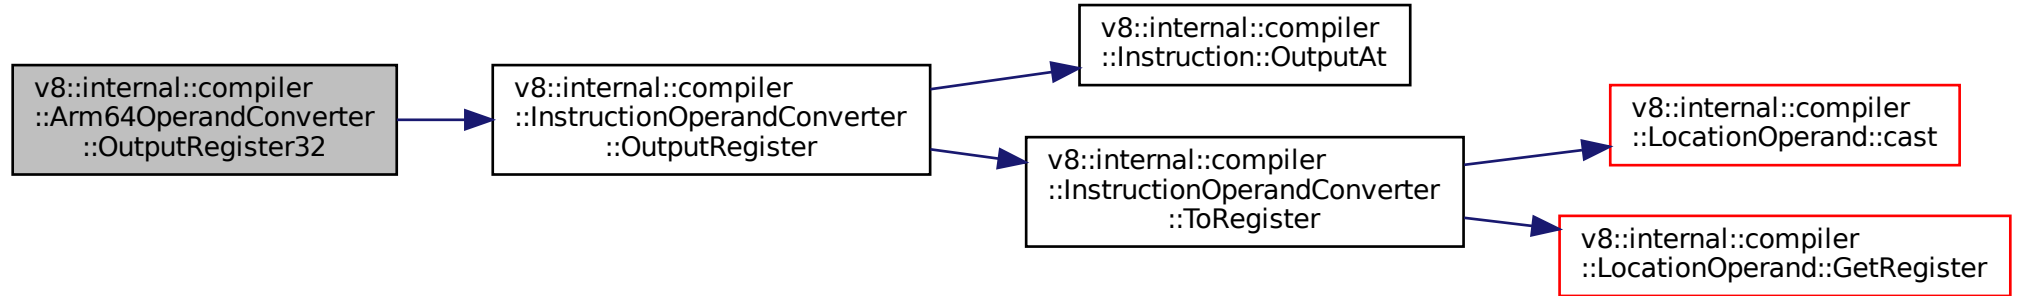 v8::internal::compiler
::Arm64OperandConverter
::OutputRegister32
v8::internal::compiler
::InstructionOperandConverter
::OutputRegister
v8::internal::compiler
::Instruction::OutputAt
v8::internal::compiler
::InstructionOperandConverter
::ToRegister
v8::internal::compiler
::LocationOperand::cast
v8::internal::compiler
::LocationOperand::GetRegister